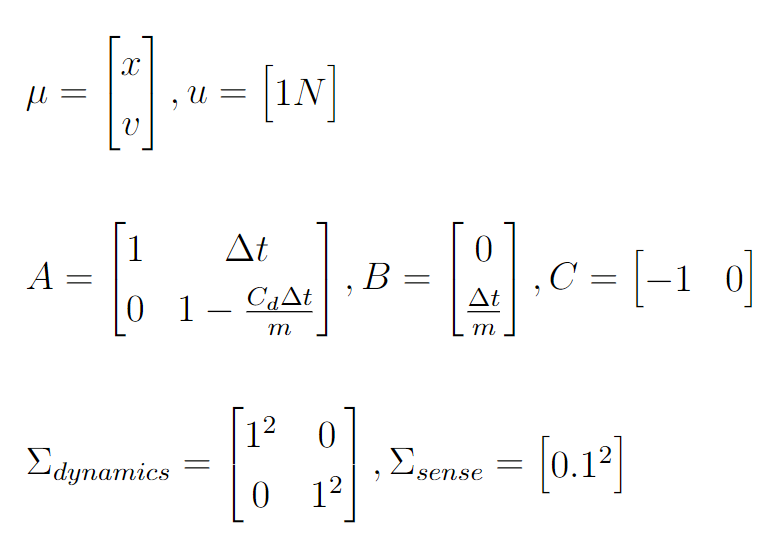 μ = [x v], u = [1N]
A = [1 Δt 0 1 − C_dΔt/m], B = [0 Δt/m], C = [−1 0]
Σ_dynamics = [1² 0 0 1²], Σ_sense = [0.1²]